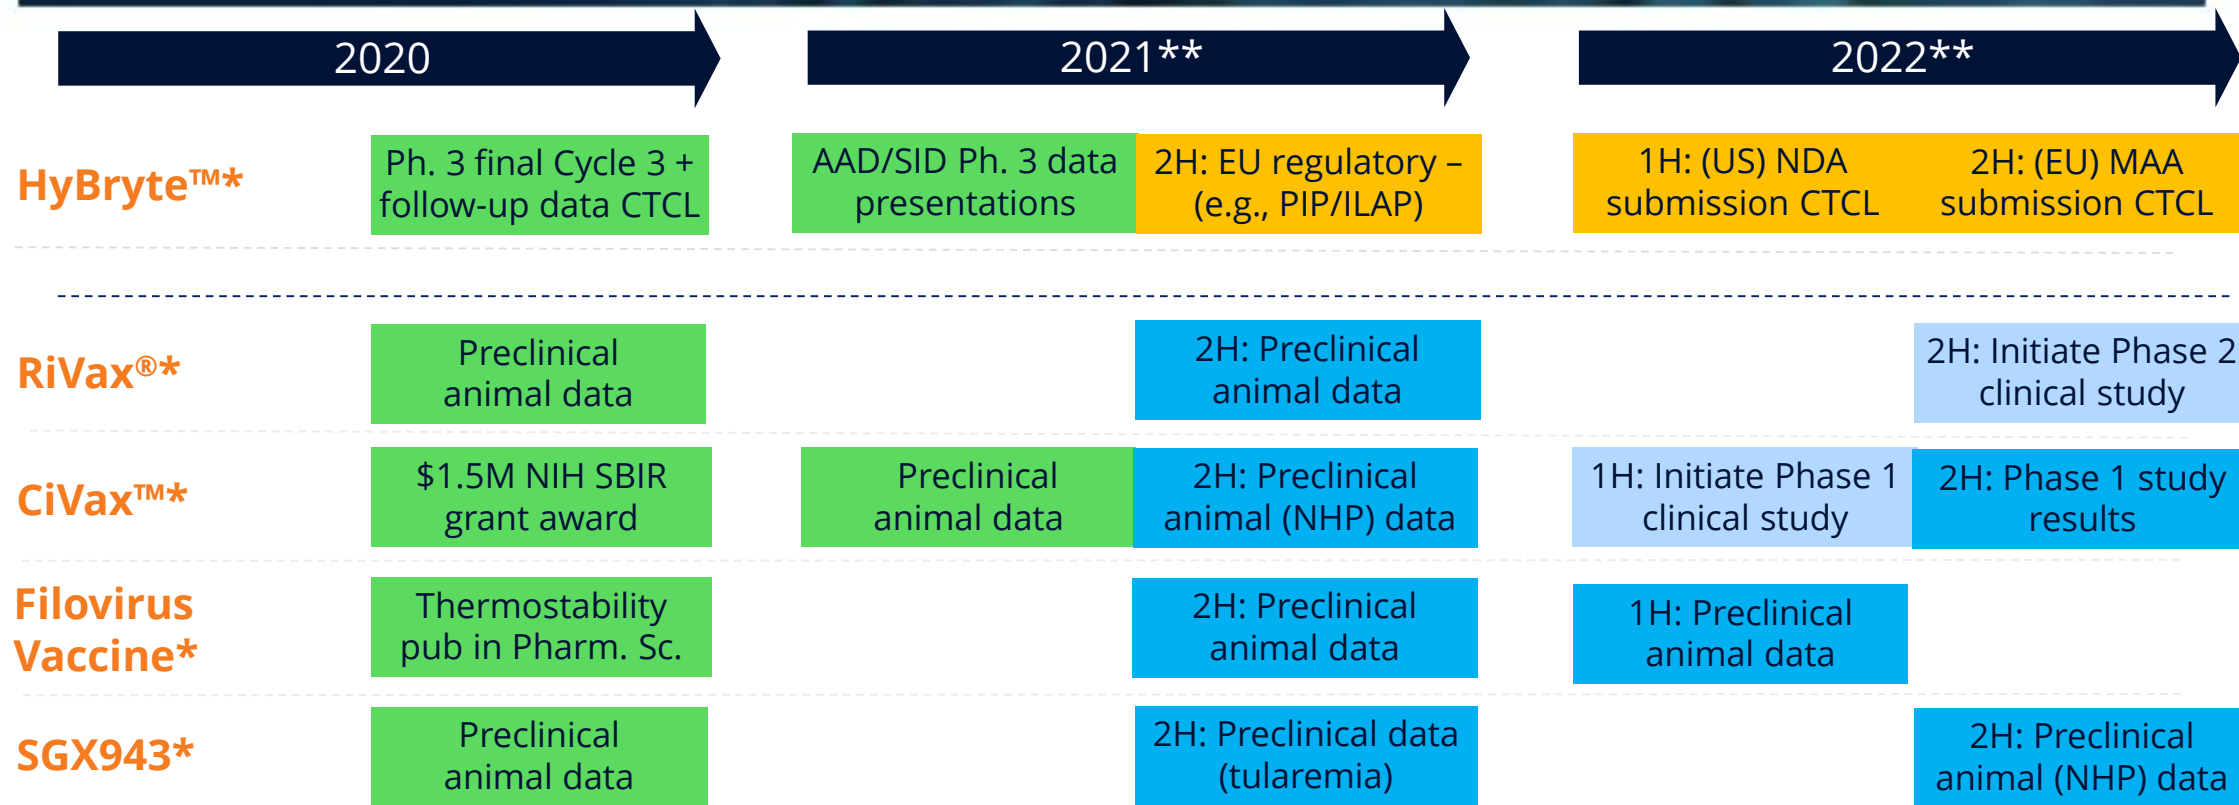 2020
2021**
2022**
HyBryte™*
Ph. 3 final Cycle 3 +
follow-up data CTCL
AAD/SID Ph. 3 data
presentations
2H: EU regulatory –
(e.g., PIP/ILAP)
1H: (US) NDA
submission CTCL
2H: (EU) MAA
submission CTCL
RiVax®*
Preclinical
animal data
2H: Preclinical
animal data
2H: Initiate Phase 2
clinical study
CiVax™*
$1.5M NIH SBIR
grant award
Preclinical
animal data
2H: Preclinical
animal (NHP) data
1H: Initiate Phase 1
clinical study
2H: Phase 1 study
results
Filovirus
Vaccine*
Thermostability
pub in Pharm. Sc.
2H: Preclinical
animal data
1H: Preclinical
animal data
SGX943*
Preclinical
animal data
2H: Preclinical data
(tularemia)
2H: Preclinical
animal (NHP) data